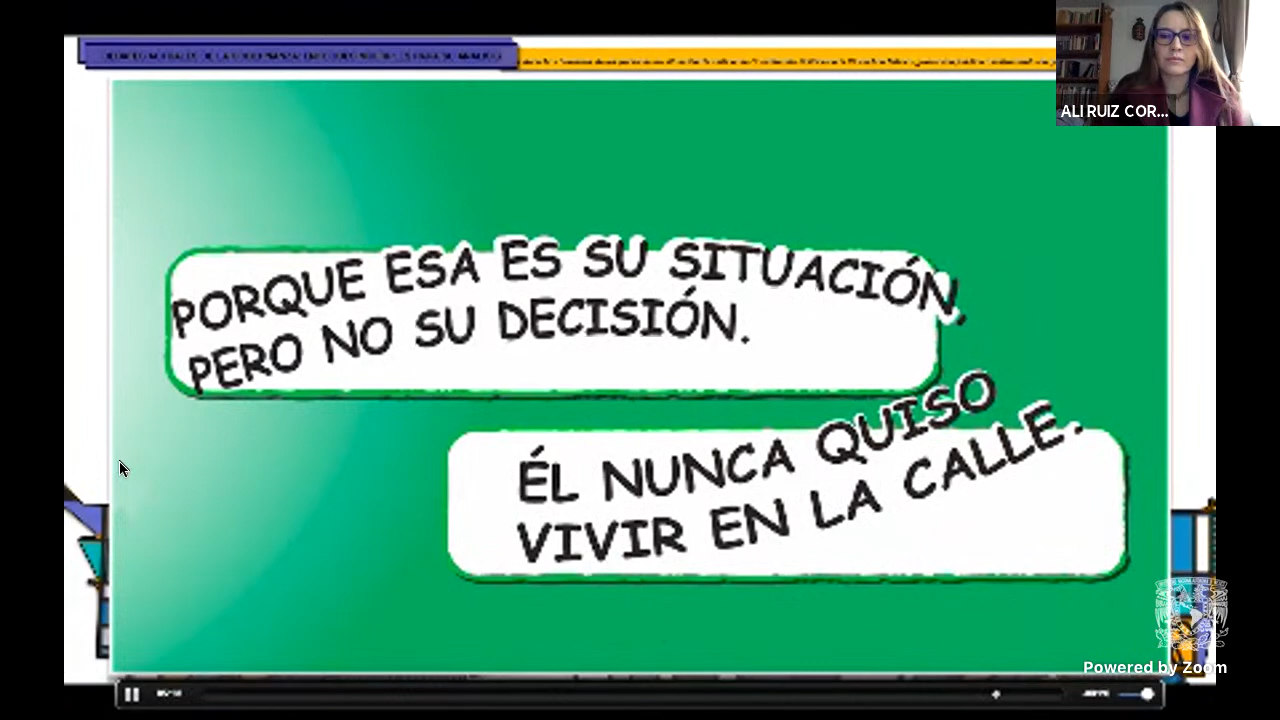 ALI RUIZ COR...
PORQUE ESA ES SU SITUACIÓN.
PERO NO SU DECISIÓN.
ÉL NUNCA QUISO
VIVIR EN LA CALLE.
Powered by Zoom